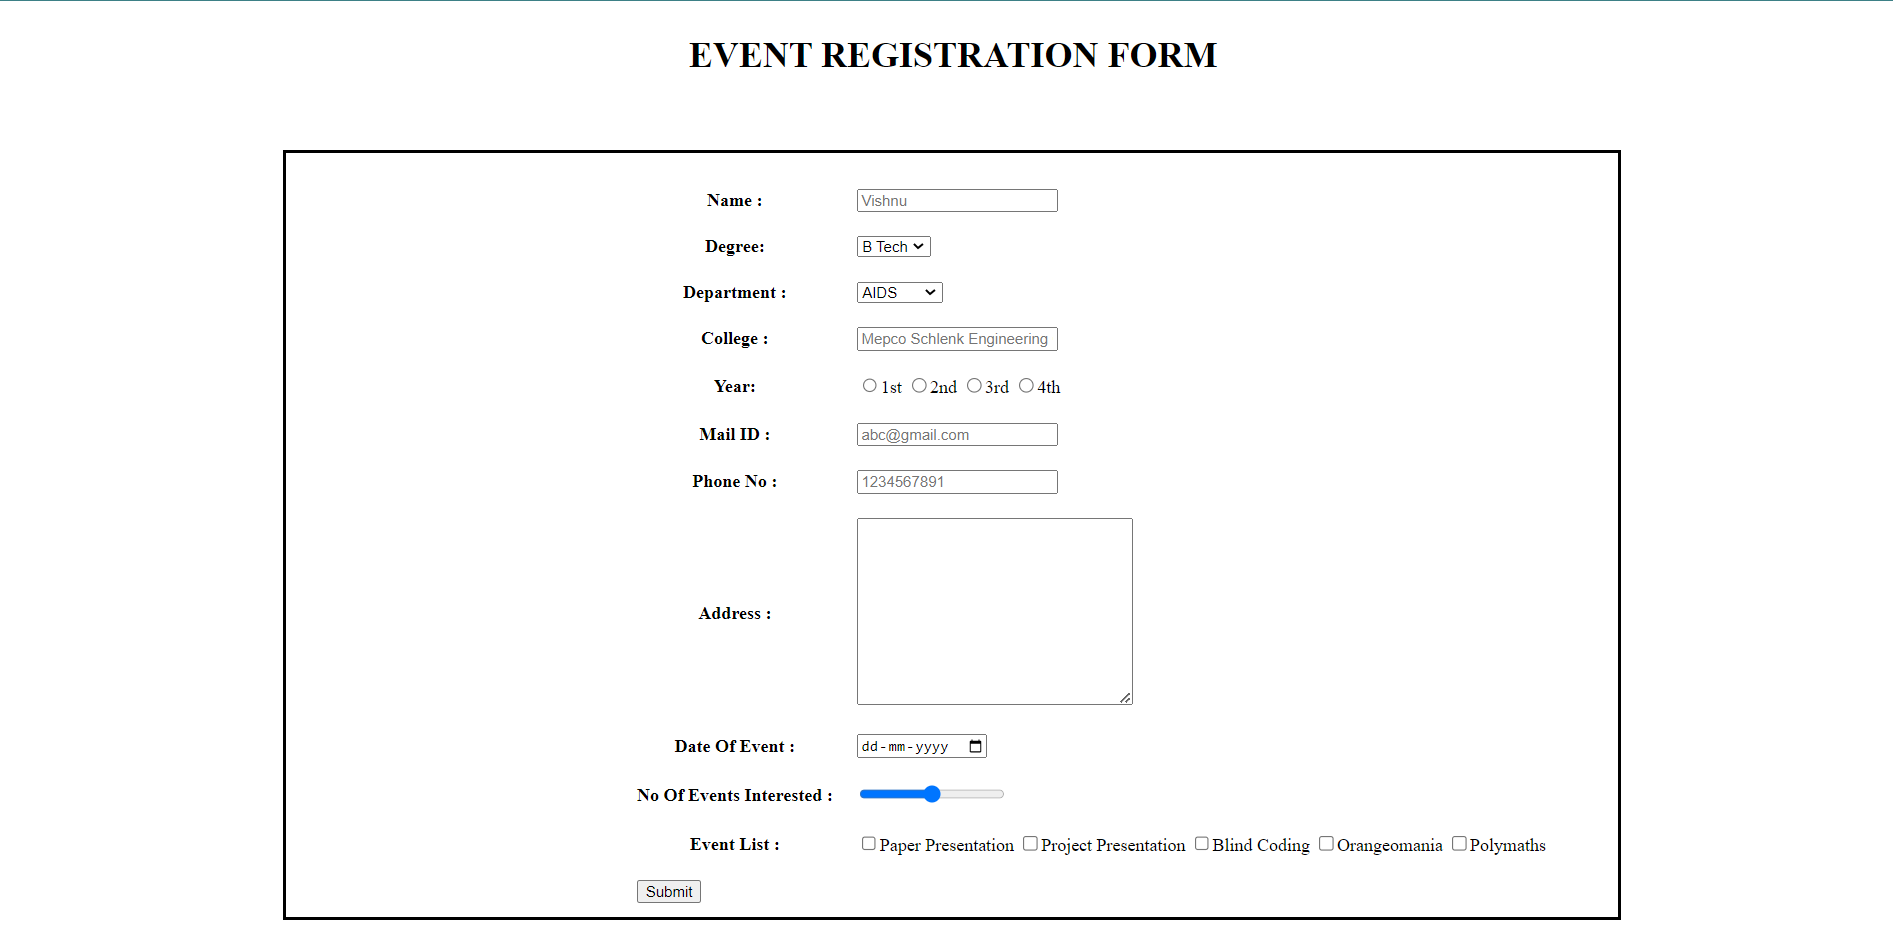 EVENT REGISTRATION FORM
Name : Vishnu
Degree: B Tech
Department : AIDS
College : Mepco Schlenk Engineering
Year: 1st 2nd 3rd 4th
Mail ID : abc@gmail.com
Phone No : 1234567891
Address :
Date Of Event : dd-mm-yyyy
No Of Events Interested :
Event List : Paper Presentation Project Presentation Blind Coding Orangeomania Polymaths
Submit